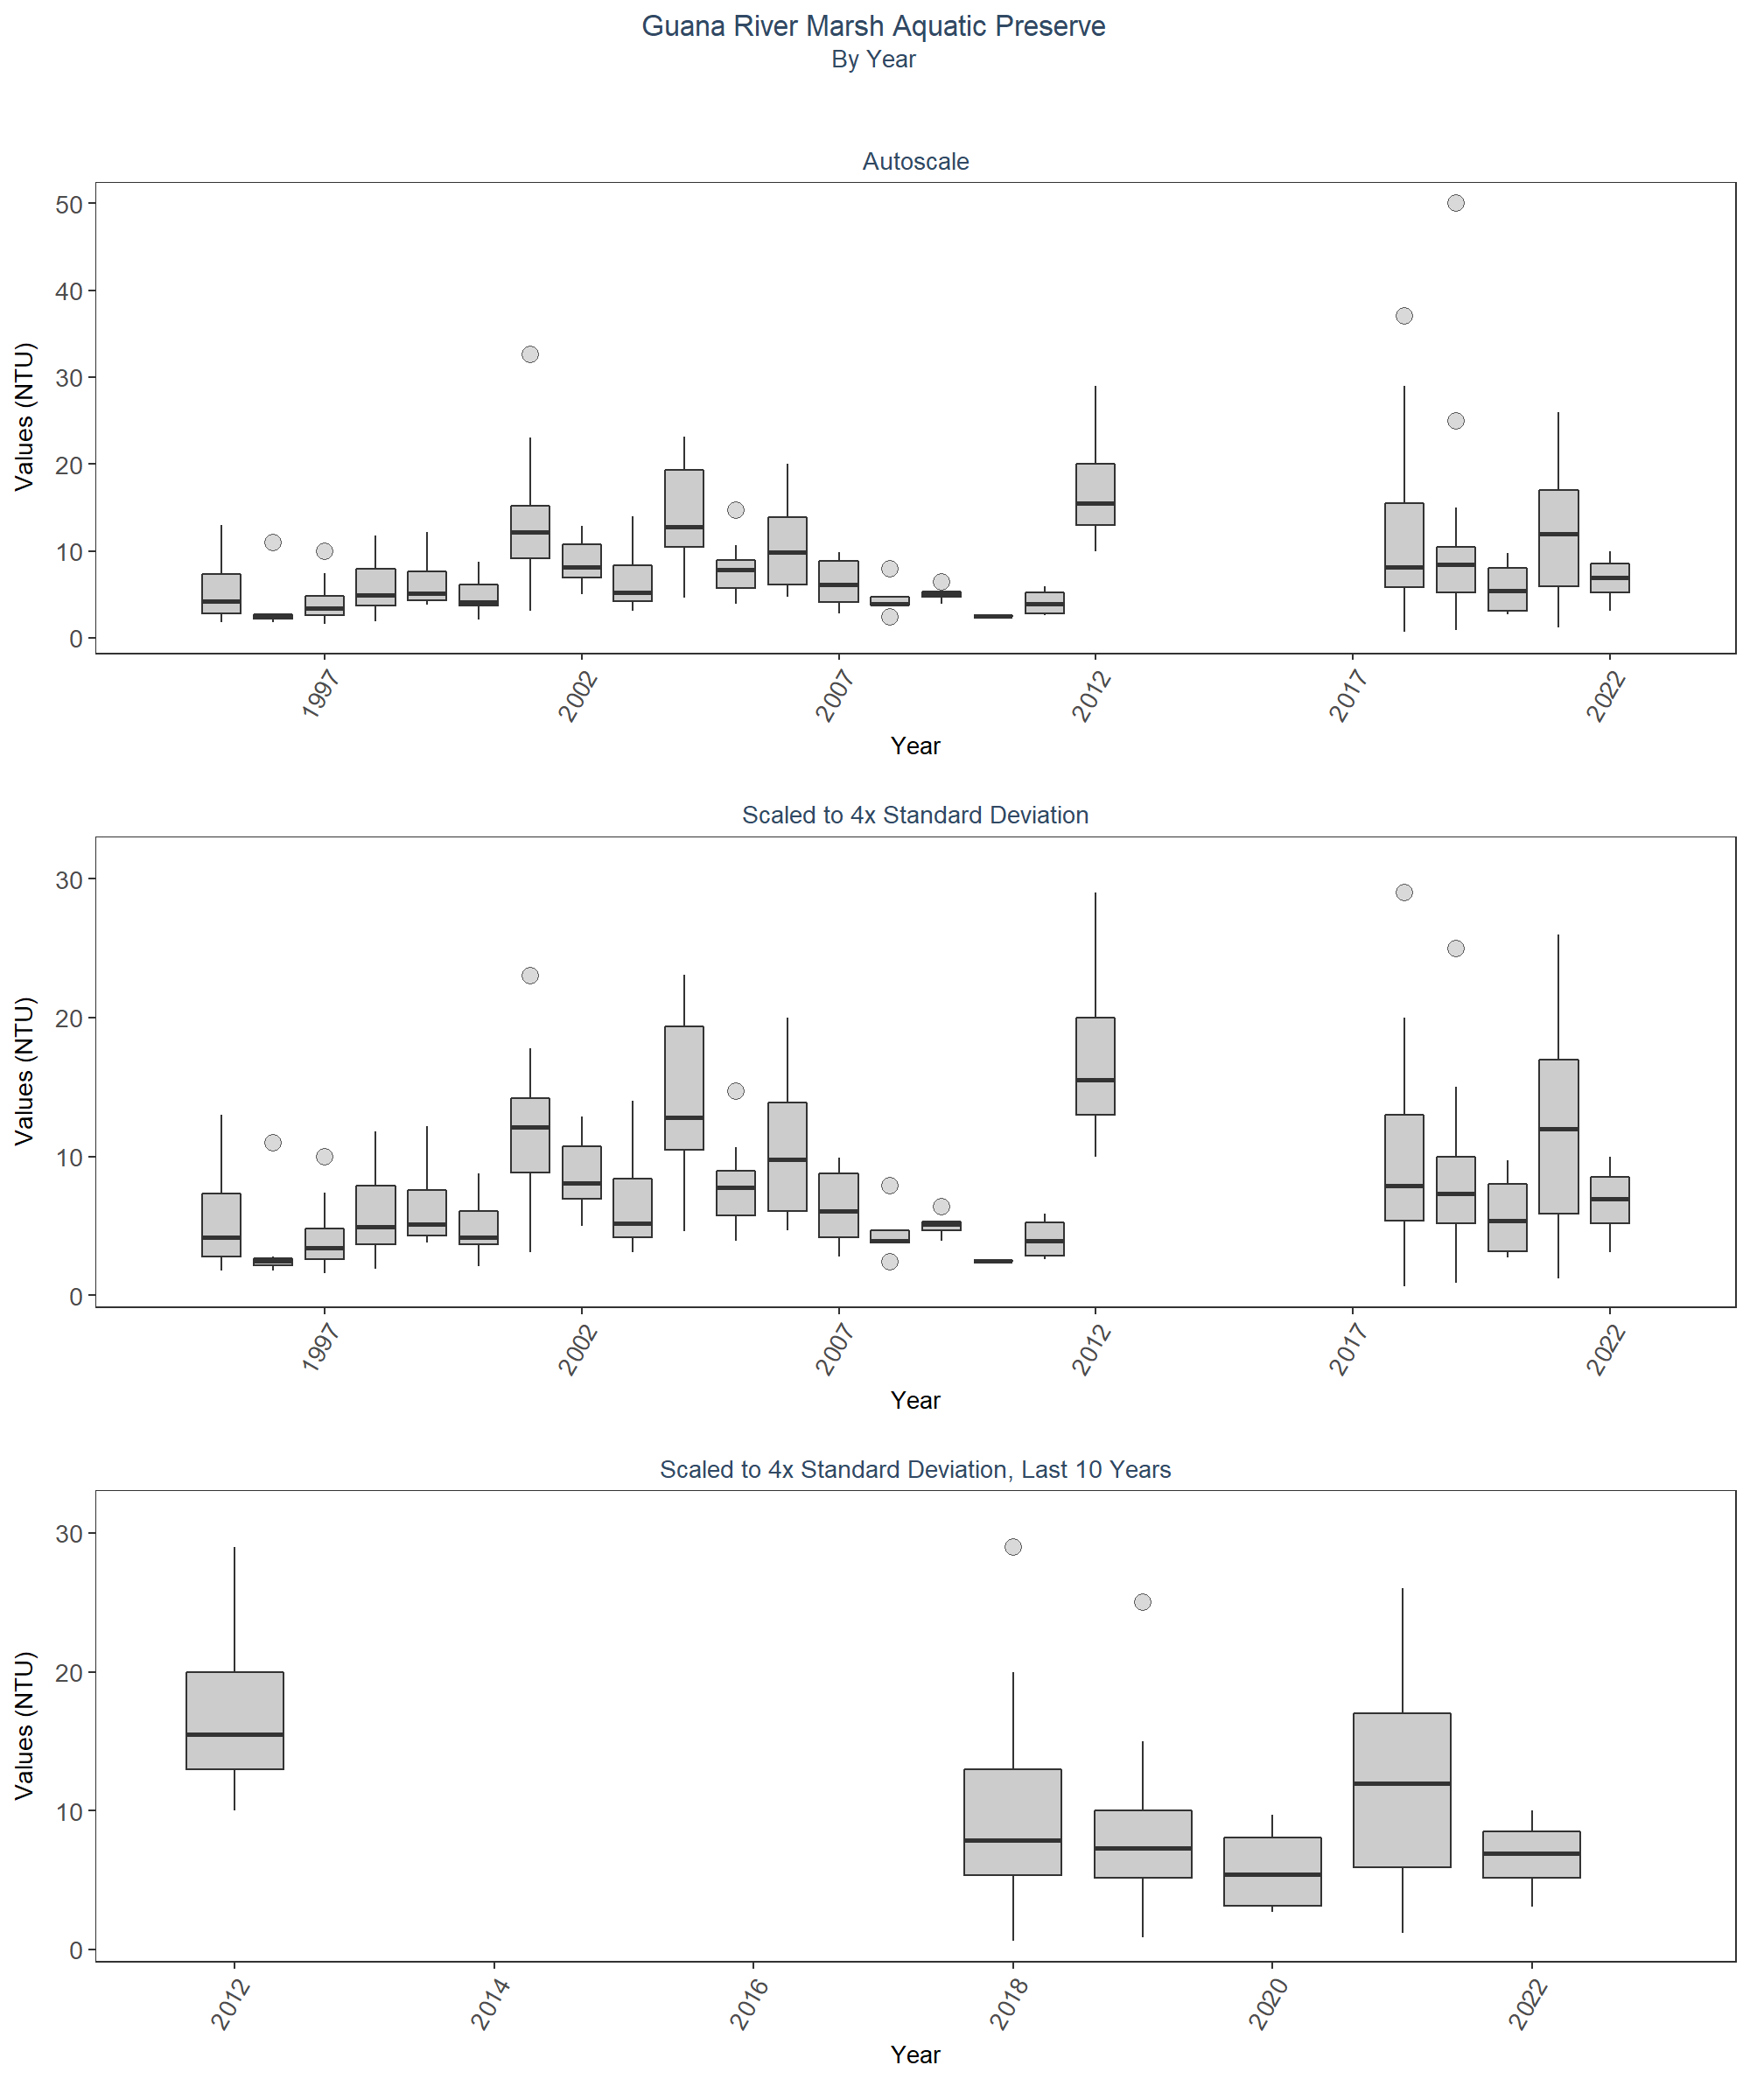 Guana River Marsh Aquatic Preserve
By Year
Autoscale
50
40
30
20
10
0
Values (NTU)
1997 2002 2007 2012 2017 2022
Year
Scaled to 4x Standard Deviation
30
20
10
0
Values (NTU)
1997 2002 2007 2012 2017 2022
Year
Scaled to 4x Standard Deviation, Last 10 Years
30
20
10
0
Values (NTU)
2012 2014 2016 2018 2020 2022
Year